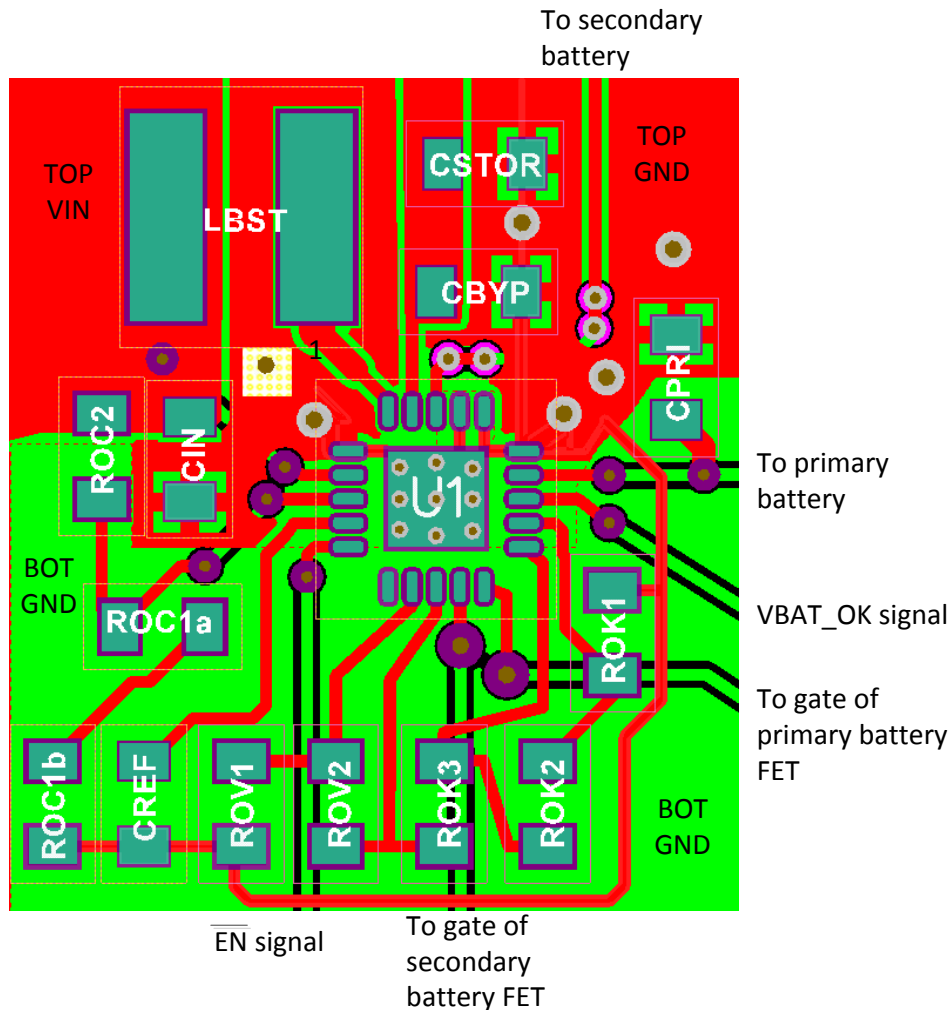 To secondary
battery
TOP
VIN
TOP
GND
CSTOR
LBST
CBYP
1
CPRI
ROC2
CIN
U1
To primary
battery
BOT
GND
ROC1a
ROK1
VBAT_OK signal
To gate of
primary battery
FET
ROC1b
CREF
ROV1
ROV2
ROK3
ROK2
BOT
GND
EN signal
To gate of
secondary
battery FET